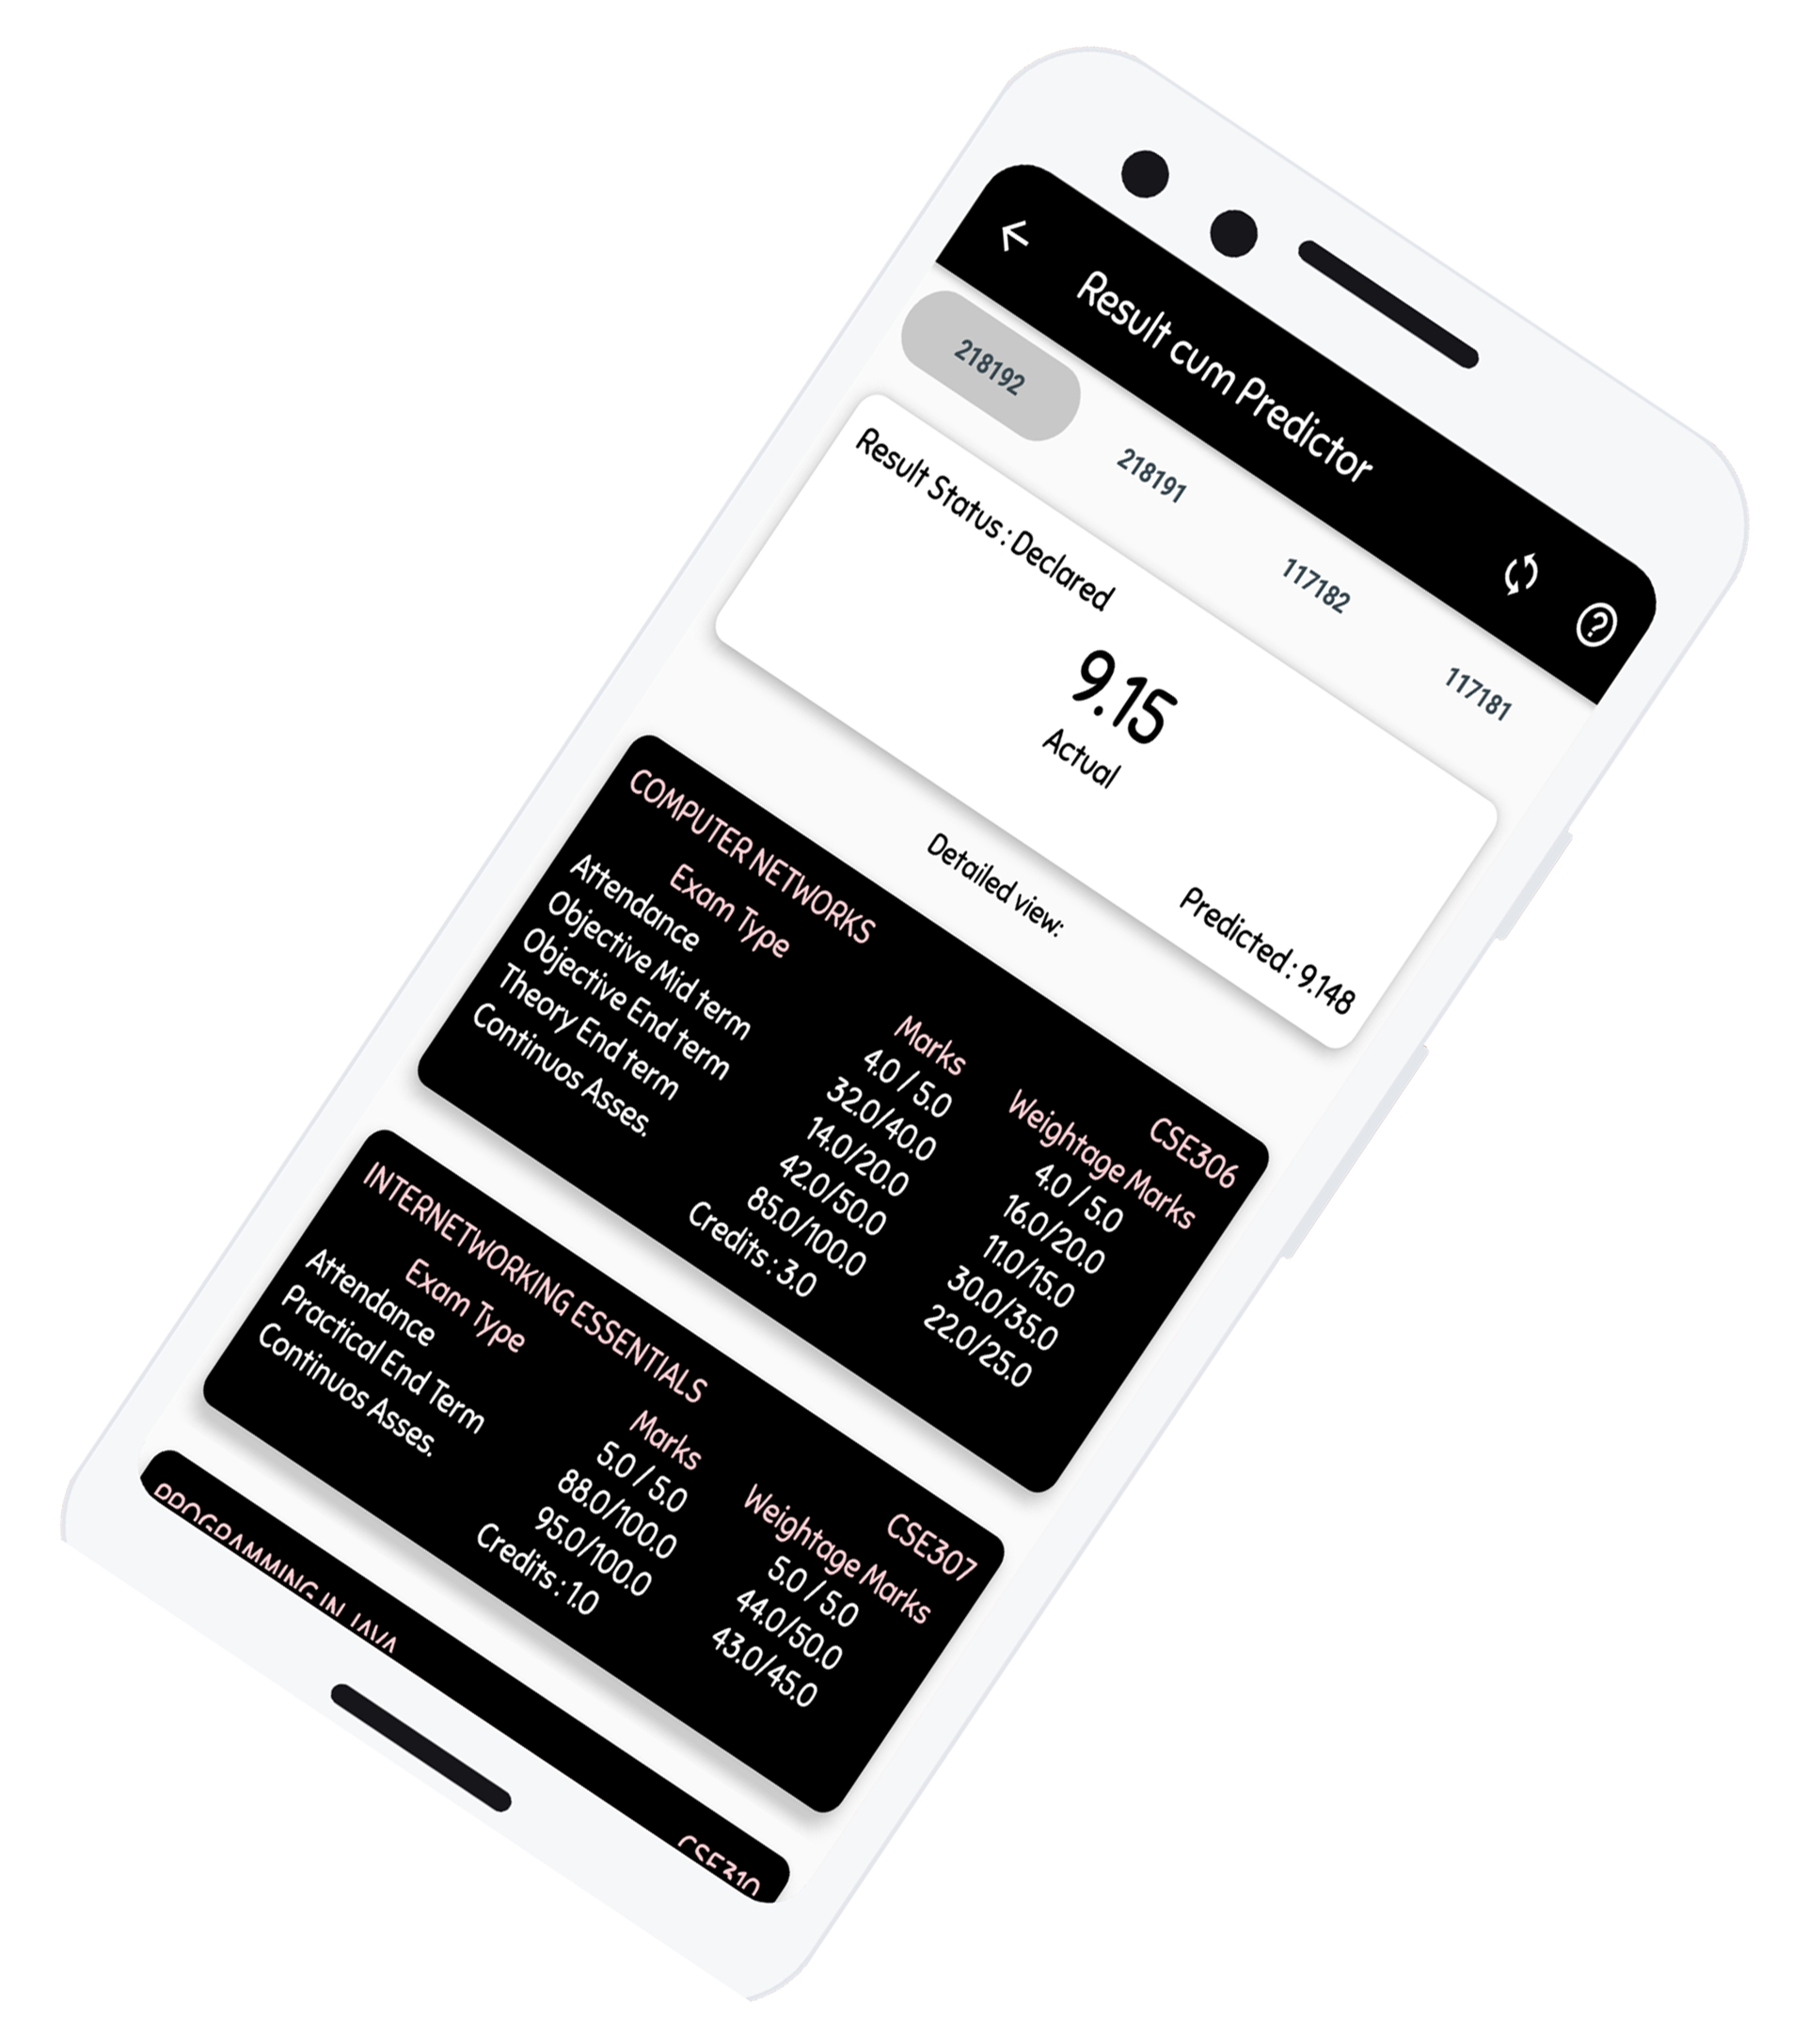 Result cum Predictor
218192 218191 117182 117181
Result Status : Declared
9.15
Actual
Predicted : 9.148
Detailed view:
COMPUTER NETWORKS CSE306
Exam Type Marks Weightage Marks
Attendance 4.0 / 5.0 4.0 / 5.0
Objective Mid term 32.0/40.0 16.0/20.0
Objective End term 14.0/20.0 11.0/15.0
Theory End term 42.0/50.0 30.0/35.0
Continuos Asses. 85.0/100.0 22.0/25.0
Credits : 3.0
INTERNETWORKING ESSENTIALS CSE307
Exam Type Marks Weightage Marks
Attendance 5.0 / 5.0 5.0 / 5.0
Practical End Term 88.0/100.0 44.0/50.0
Continuos Asses. 95.0/100.0 43.0/45.0
Credits : 1.0
PROGRAMMING IN JAVA CSE310